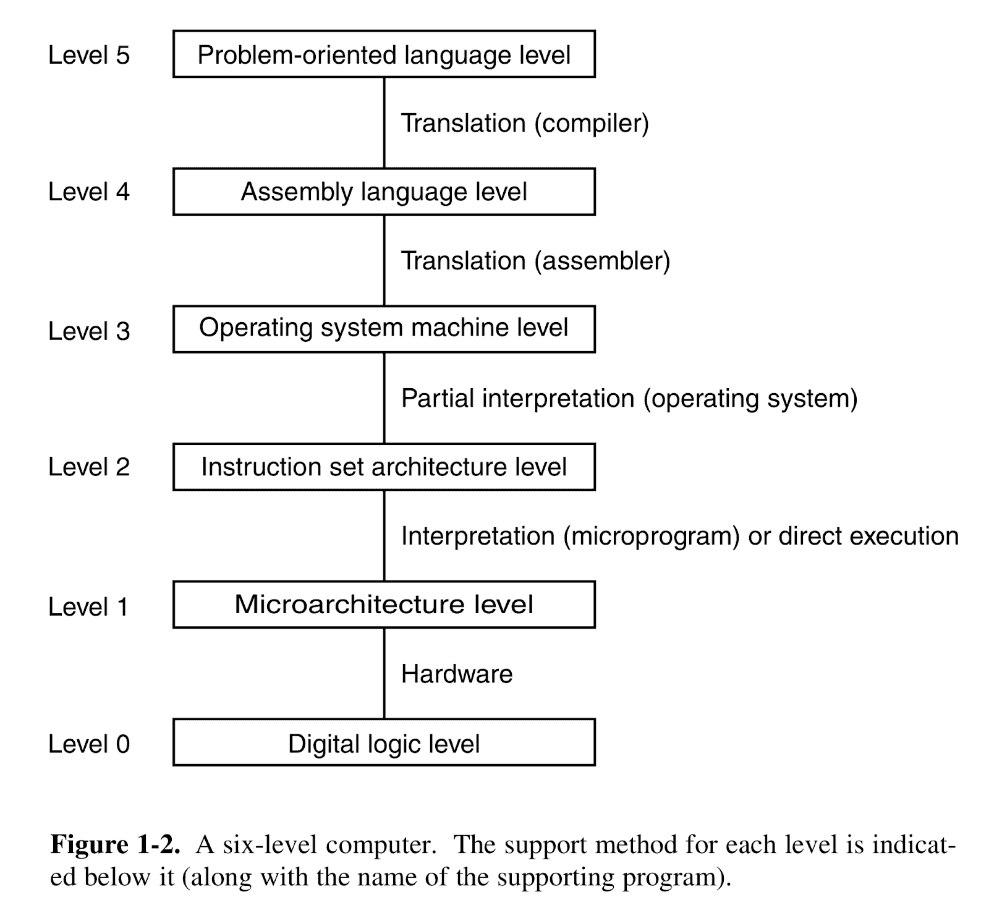 Level 5 Problem-oriented language level
Translation (compiler)
Level 4 Assembly language level
Translation (assembler)
Level 3 Operating system machine level
Partial interpretation (operating system)
Level 2 Instruction set architecture level
Interpretation (microprogram) or direct execution
Level 1 Microarchitecture level
Hardware
Level 0 Digital logic level
Figure 1-2. A six-level computer. The support method for each level is indicat-
ed below it (along with the name of the supporting program).